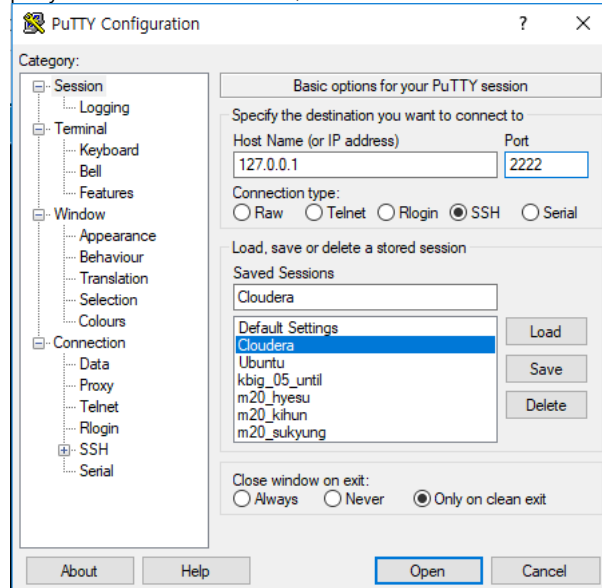 PuTTY Configuration
Category:
Session
Logging
Terminal
Keyboard
Bell
Features
Window
Appearance
Behaviour
Translation
Selection
Colours
Connection
Data
Proxy
Telnet
Rlogin
SSH
Serial
Basic options for your PuTTY session
Specify the destination you want to connect to
Host Name (or IP address) Port
127.0.0.1 2222
Connection type:
Raw Telnet Rlogin SSH Serial
Load, save or delete a stored session
Saved Sessions
Cloudera
Default Settings
Cloudera
Ubuntu
kbig_05_until
m20_hyesu
m20_kihun
m20_sukyung
Load
Save
Delete
Close window on exit:
Always Never Only on clean exit
About Help Open Cancel